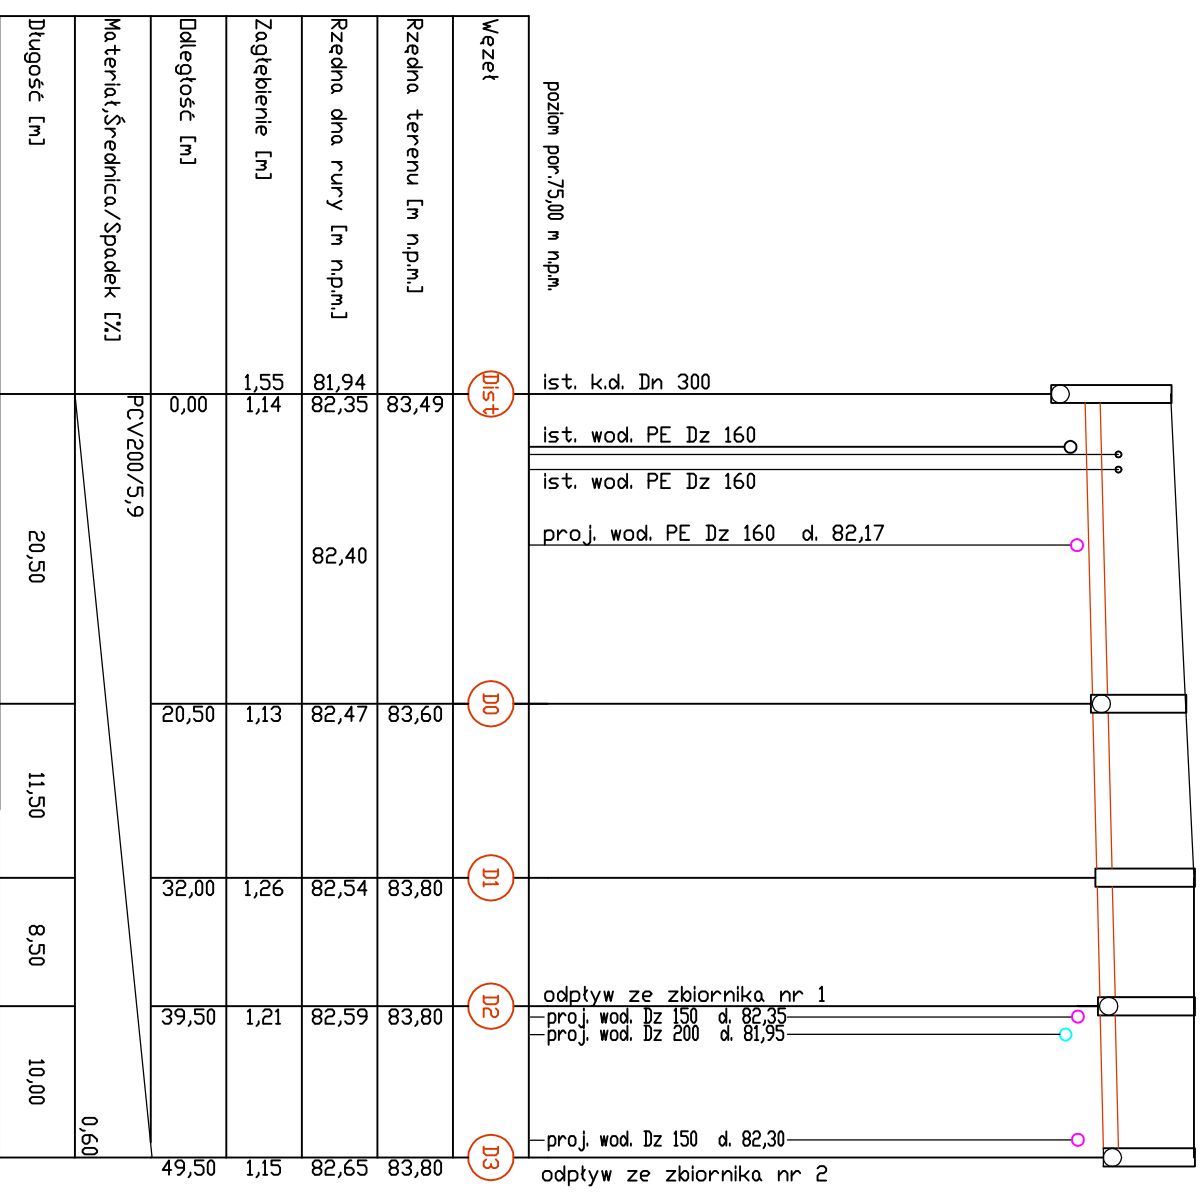 poziom por.75,00 m n.p.m.
Węzeł
Rzędna terenu [m n.p.m.]
Rzędna dna rury [m n.p.m.]
Zagłębienie [m]
Odległość [m]
Materiał,Średnica/Spadek [%]
Długość [m]
ist. k.d. Dn 300
ist. wod. PE Dz 160
ist. wod. PE Dz 160
proj. wod. PE Dz 160 d. 82,17
odpływ ze zbiornika nr 1
proj. wod. Dz 150 d. 82,35
proj. wod. Dz 200 d. 81,95
proj. wod. Dz 150 d. 82,30
odpływ ze zbiornika nr 2
Dist
D0
D1
D2
D3
83,49
83,60
83,80
83,80
83,80
81,94
82,35
82,40
82,47
82,54
82,59
82,65
1,55
1,14
1,13
1,26
1,21
1,15
0,00
20,50
32,00
39,50
49,50
PCV200/5,9
0,60
20,50
11,50
8,50
10,00